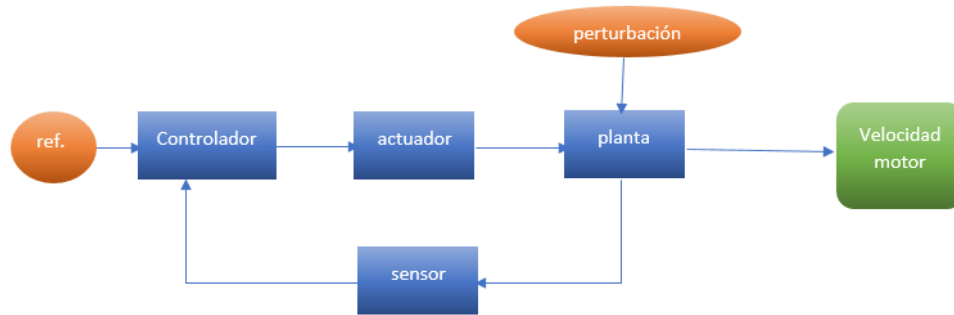 perturbación
ref.
Controlador
actuador
planta
Velocidad
motor
sensor